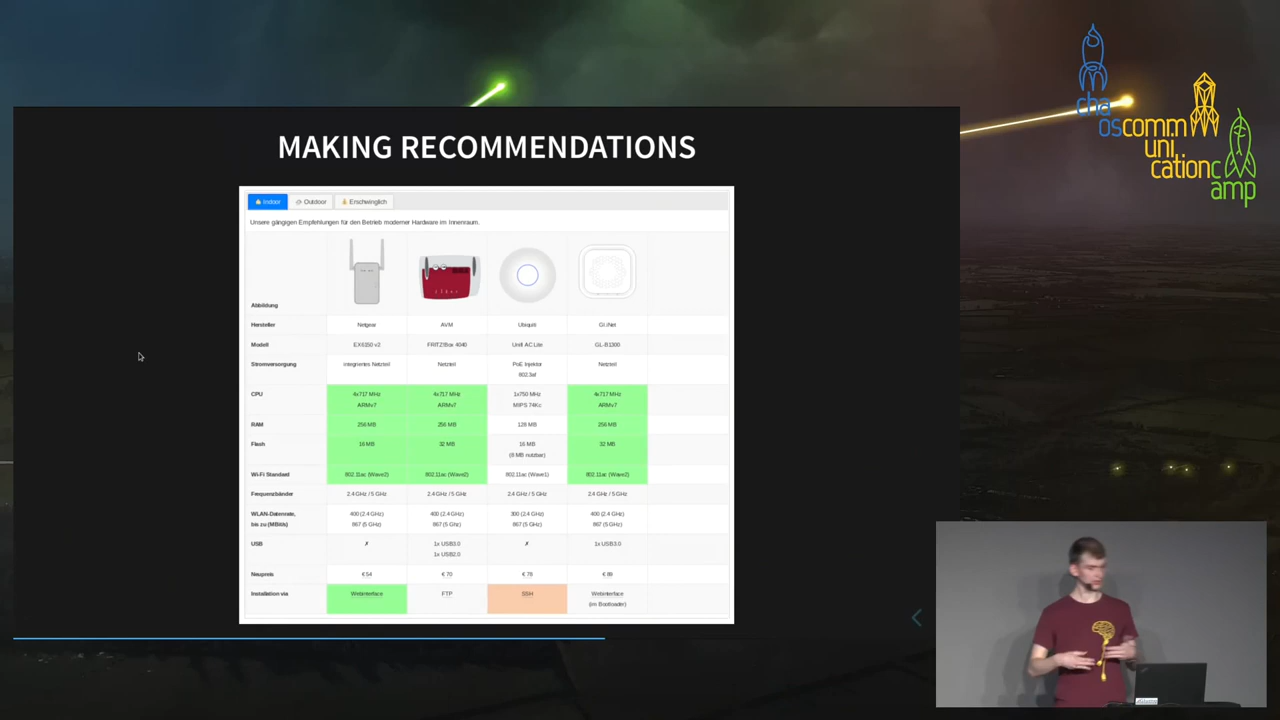 chaoscommunicationcamp
MAKING RECOMMENDATIONS
Indoor Outdoor Erschwinglich
Unsere gängigen Empfehlungen für den Betrieb moderner Hardware im Innenraum.
Abbildung
Hersteller Netgear AVM Ubiquiti GL.iNet
Modell EX6150 v2 FRITZ!Box 4040 Unifi AC Lite GL-B1300
Stromversorgung integriertes Netzteil Netzteil PoE Injektor Netzteil
802.3af
CPU 4x717 MHz 4x717 MHz 1x750 MHz 4x717 MHz
ARMv7 ARMv7 MIPS 74Kc ARMv7
RAM 256 MB 256 MB 128 MB 256 MB
Flash 16 MB 32 MB 16 MB 32 MB
(8 MB nutzbar)
Wi-Fi Standard 802.11ac (Wave2) 802.11ac (Wave2) 802.11ac (Wave1) 802.11ac (Wave2)
Frequenzbänder 2.4 GHz / 5 GHz 2.4 GHz / 5 GHz 2.4 GHz / 5 GHz 2.4 GHz / 5 GHz
WLAN-Datenrate, 400 (2.4 GHz) 400 (2.4 GHz) 300 (2.4 GHz) 400 (2.4 GHz)
bis zu (MBit/s) 867 (5 GHz) 867 (5 Ghz) 867 (5 GHz) 867 (5 GHz)
USB ✗ 1x USB3.0 ✗ 1x USB3.0
1x USB2.0
Neupreis € 54 € 70 € 78 € 89
Installation via Webinterface FTP SSH Webinterface
(im Bootloader)